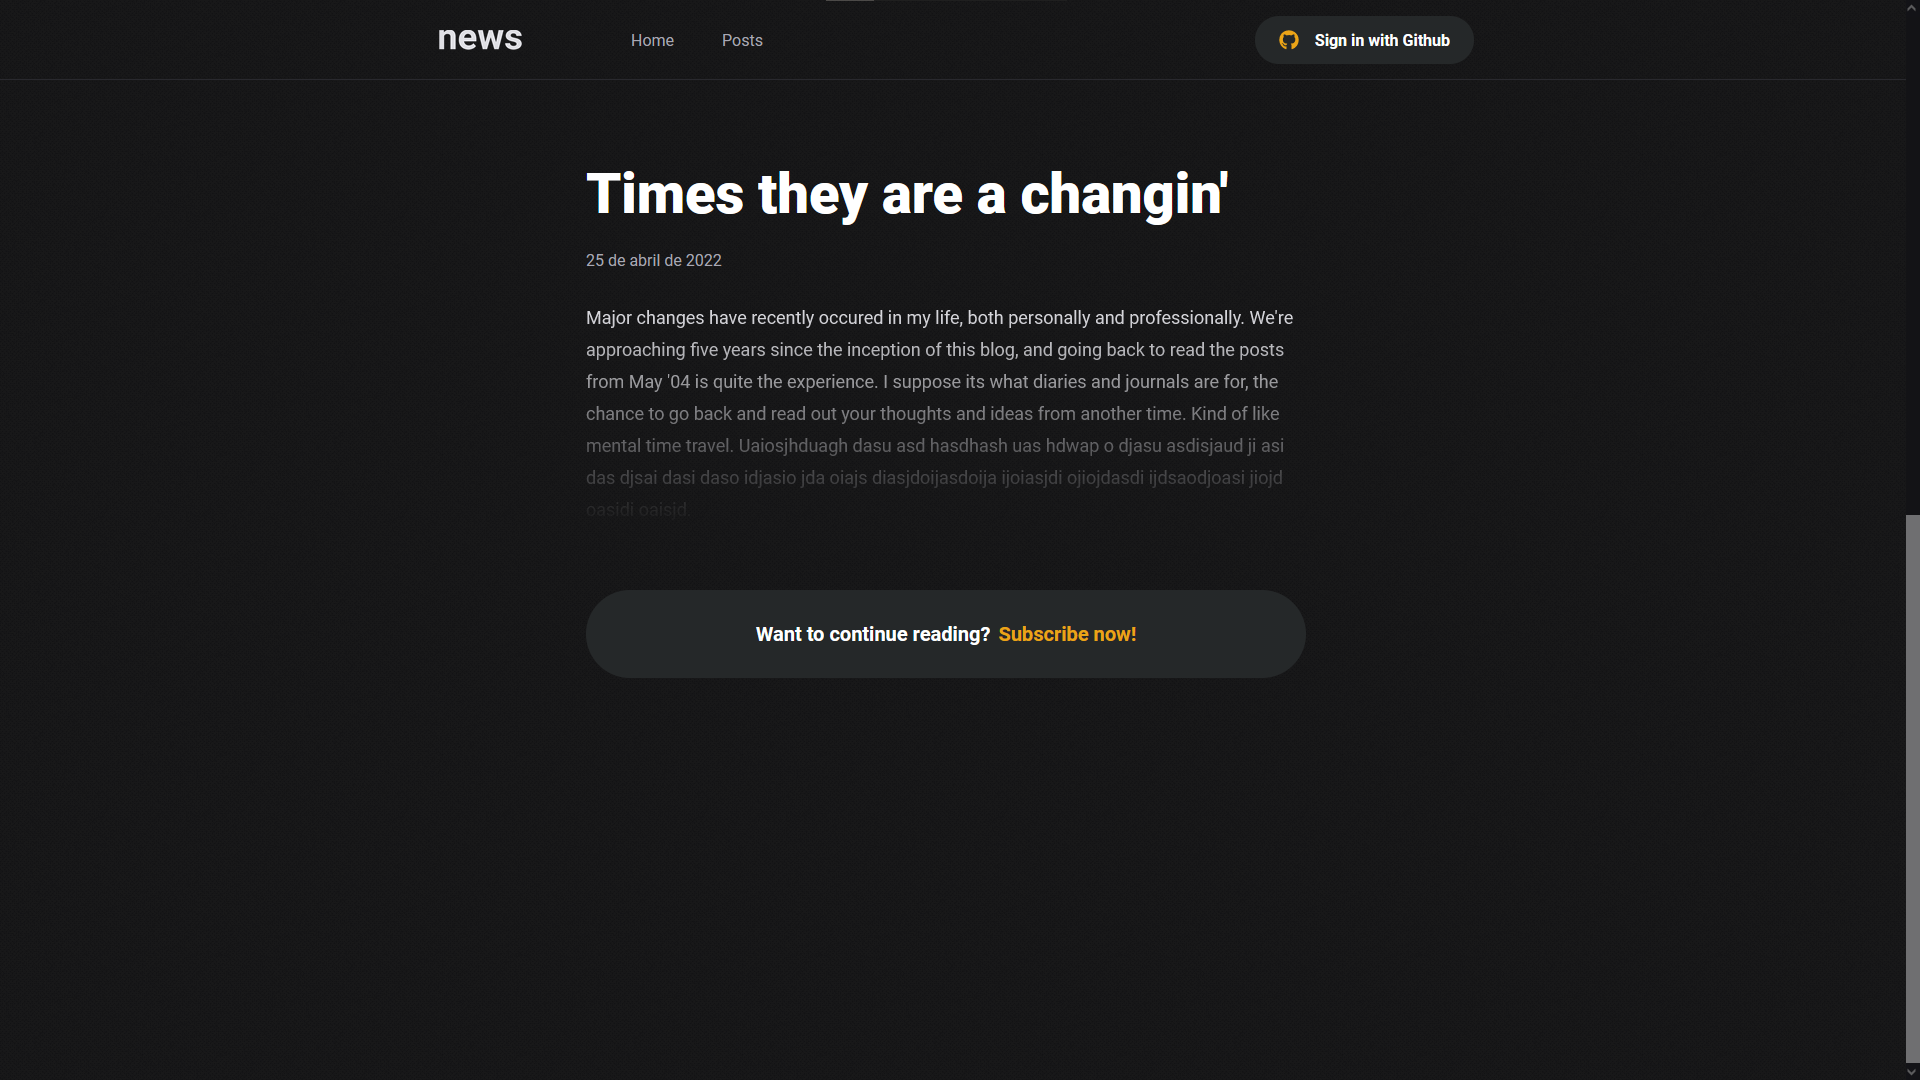 news
Home
Posts
Sign in with Github
Times they are a changin'
25 de abril de 2022
Major changes have recently occured in my life, both personally and professionally. We're
approaching five years since the inception of this blog, and going back to read the posts
from May '04 is quite the experience. I suppose its what diaries and journals are for, the
chance to go back and read out your thoughts and ideas from another time. Kind of like
mental time travel. Uaiosjhduagh dasu asd hasdhash uas hdwap o djasu asdisjaud ji asi
das djsai dasi daso idjasio jda oiajs diasjdoijasdoija ijoiasjdi ojiojdasdi ijdsaodjoasi jiojd
oasidi oaisjd.
Want to continue reading? Subscribe now!